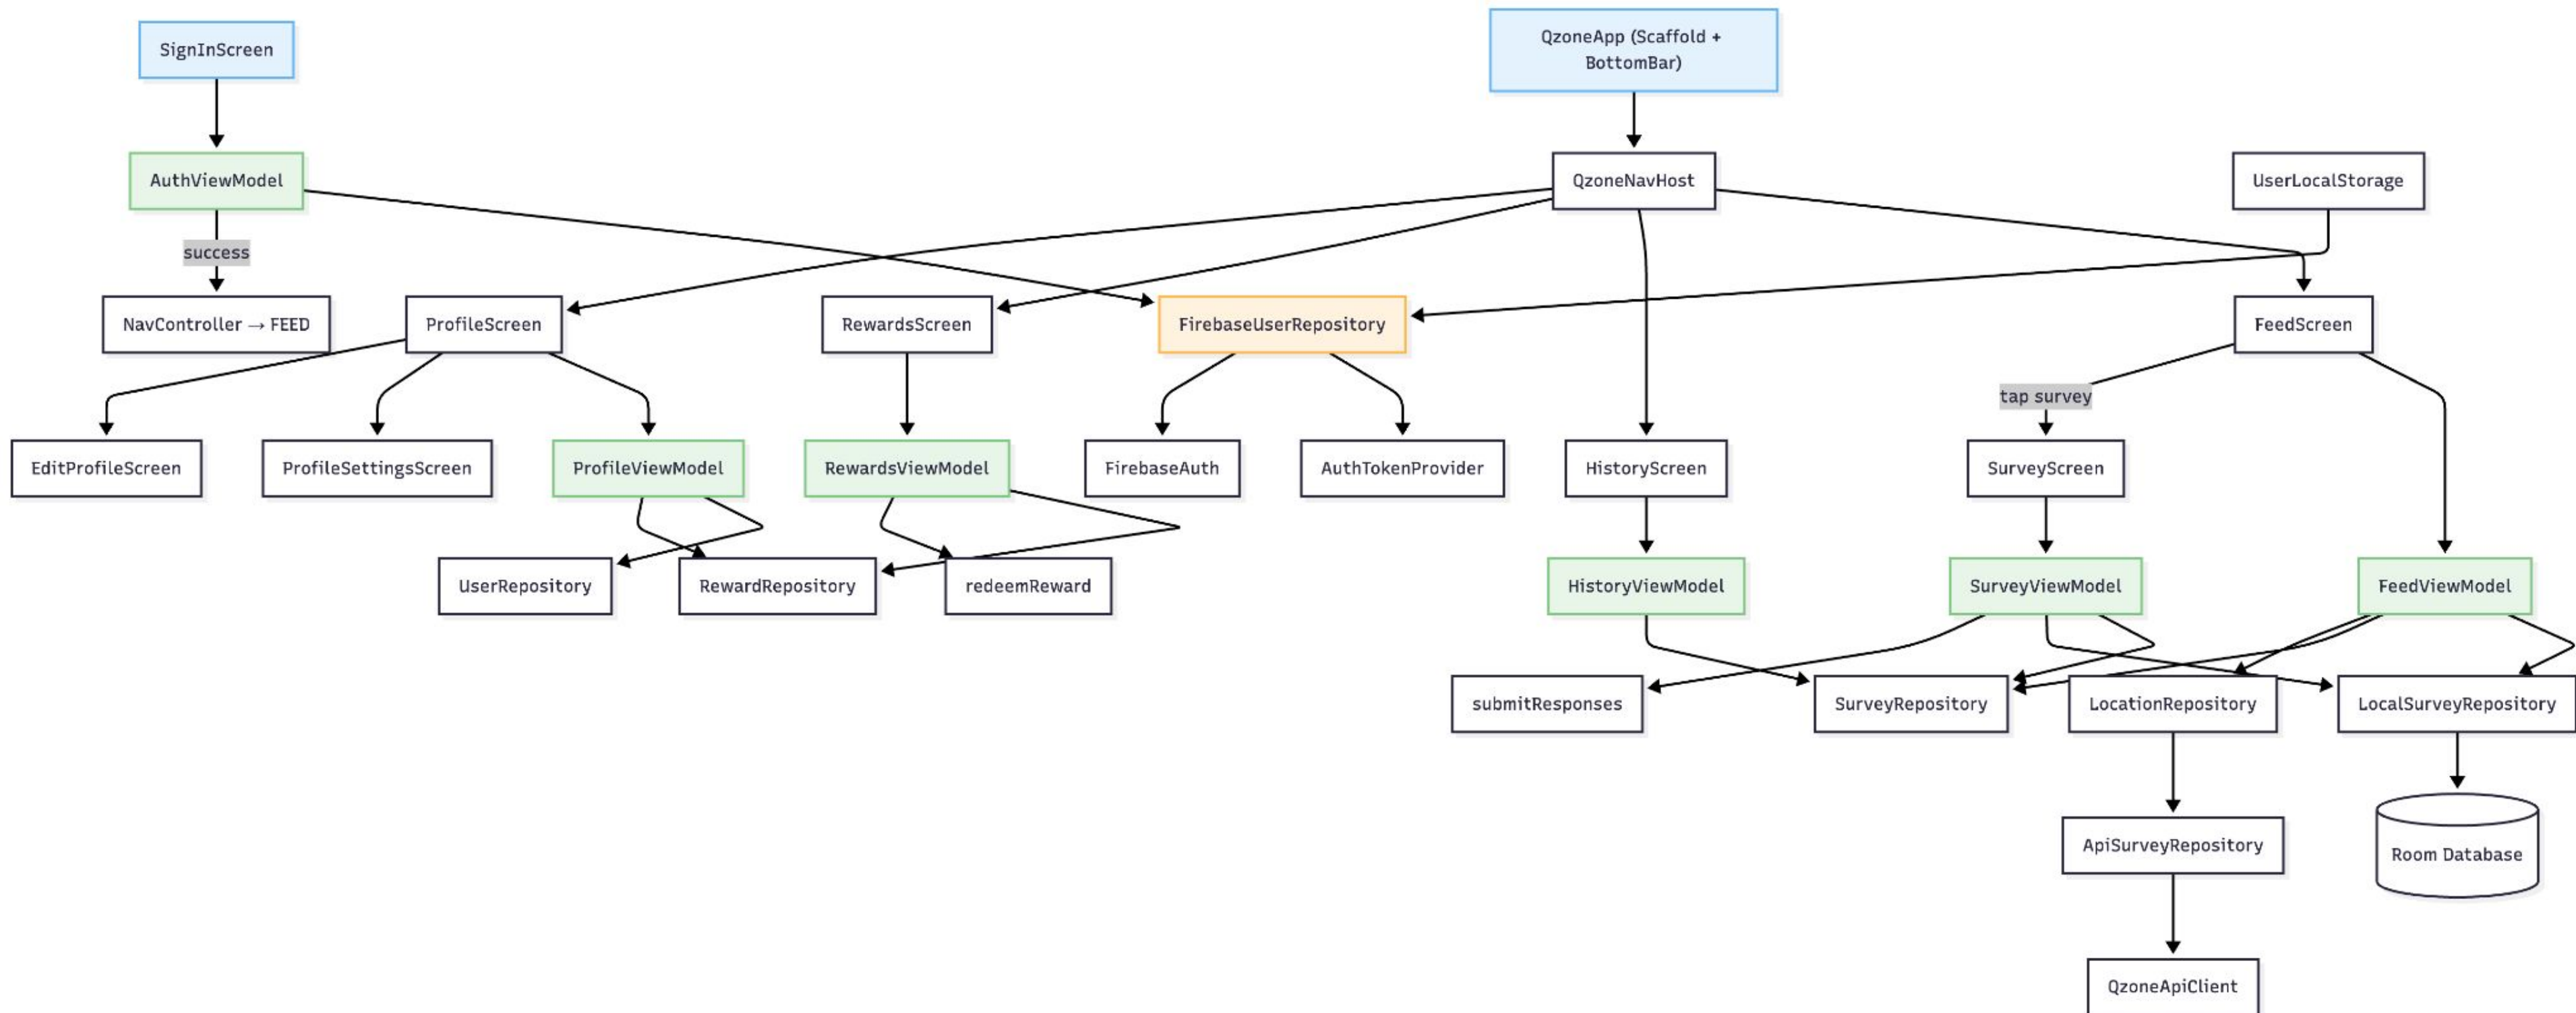 SignInScreen
QzoneApp (Scaffold +
BottomBar)
AuthViewModel
QzoneNavHost
UserLocalStorage
success
NavController → FEED
ProfileScreen
RewardsScreen
FirebaseUserRepository
FeedScreen
tap survey
EditProfileScreen
ProfileSettingsScreen
ProfileViewModel
RewardsViewModel
FirebaseAuth
AuthTokenProvider
HistoryScreen
SurveyScreen
UserRepository
RewardRepository
redeemReward
HistoryViewModel
SurveyViewModel
FeedViewModel
submitResponses
SurveyRepository
LocationRepository
LocalSurveyRepository
ApiSurveyRepository
Room Database
QzoneApiClient